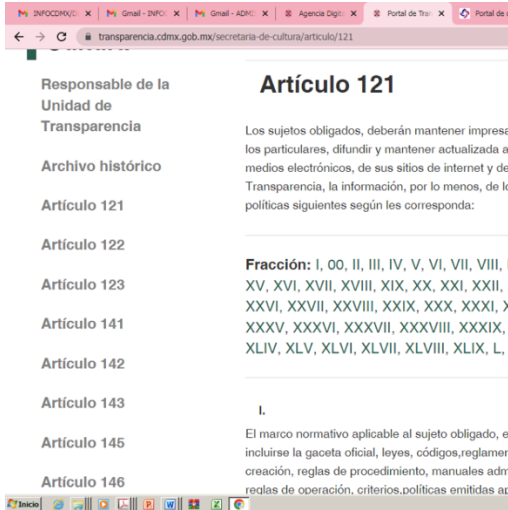 INFOCDMX/D
Gmail - INFO
Gmail - ADM
Agencia Digit
Portal de Tran
Portal de
transparencia.cdmx.gob.mx/secretaria-de-cultura/articulo/121
Responsable de la
Unidad de
Transparencia
Archivo histórico
Artículo 121
Artículo 122
Artículo 123
Artículo 141
Artículo 142
Artículo 143
Artículo 145
Artículo 146
Artículo 121
Los sujetos obligados, deberán mantener impresa
los particulares, difundir y mantener actualizada a
medios electrónicos, de sus sitios de internet y de
Transparencia, la información, por lo menos, de lo
políticas siguientes según les corresponda:
Fracción: I, 00, II, III, IV, V, VI, VII, VIII,
XV, XVI, XVII, XVIII, XIX, XX, XXI, XXII,
XXVI, XXVII, XXVIII, XXIX, XXX, XXXI, X
XXXV, XXXVI, XXXVII, XXXVIII, XXXIX,
XLIV, XLV, XLVI, XLVII, XLVIII, XLIX, L,
I.
El marco normativo aplicable al sujeto obligado, e
incluirse la gaceta oficial, leyes, códigos,reglamer
creación, reglas de procedimiento, manuales adm
reglas de operación, criterios,políticas emitidas ap
Inicio